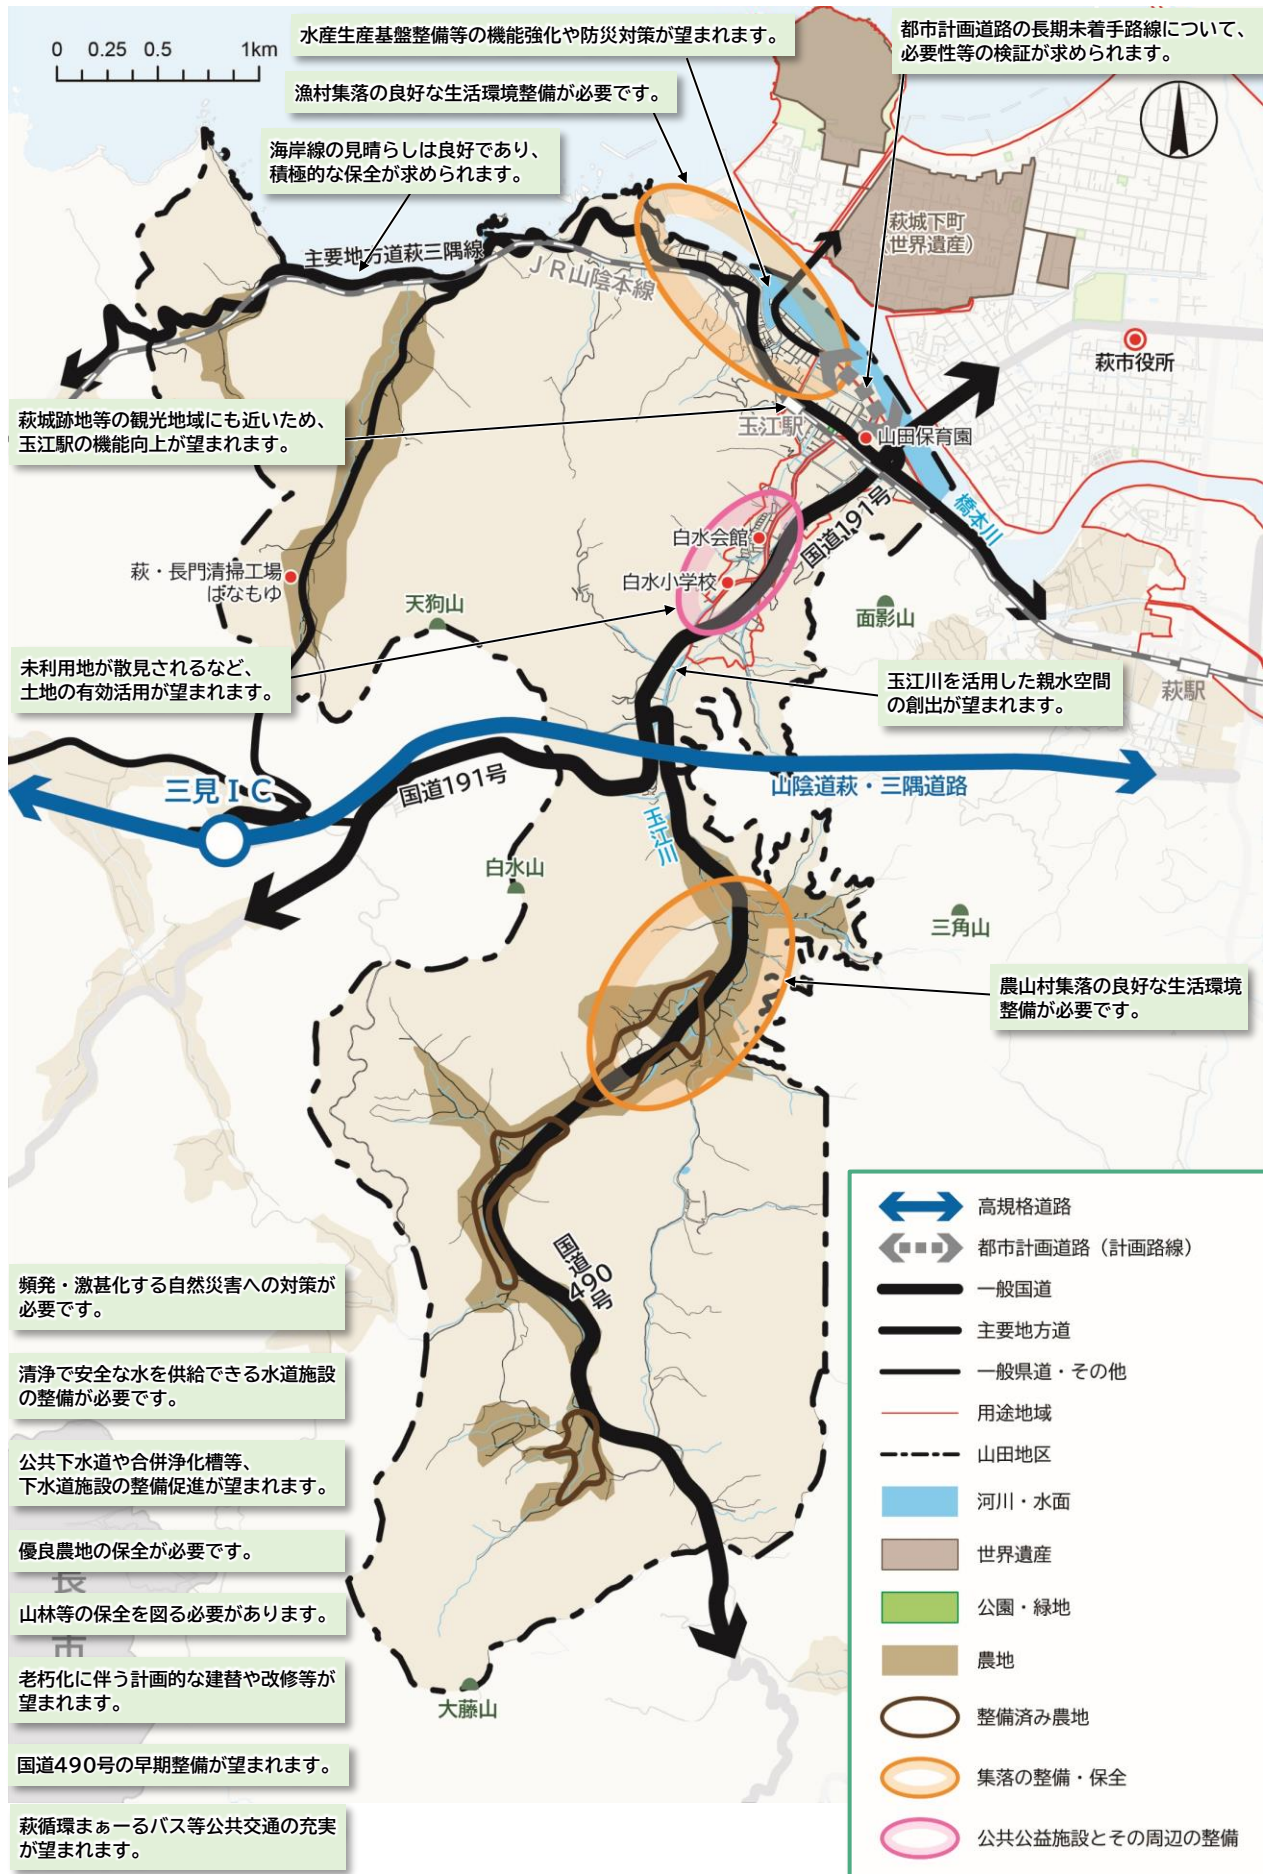 0 0.25 0.5 1km
水産生産基盤整備等の機能強化や防災対策が望まれます。
都市計画道路の長期未着手路線について、
必要性等の検証が求められます。
漁村集落の良好な生活環境整備が必要です。
海岸線の見晴らしは良好であり、
積極的な保全が求められます。
萩城下町
（世界遺産）
主要地方道萩三隅線
ＪＲ山陰本線
萩市役所
萩城跡地等の観光地域にも近いため、
玉江駅の機能向上が望まれます。
玉江駅
山田保育園
橋本川
国道191号
白水会館
白水小学校
萩・長門清掃工場
はなもゆ
天狗山
面影山
未利用地が散見されるなど、
土地の有効活用が望まれます。
玉江川を活用した親水空間
の創出が望まれます。
萩駅
三見ＩＣ
国道191号
山陰道萩・三隅道路
玉江川
白水山
三角山
農山村集落の良好な生活環境
整備が必要です。
国道490号
頻発・激甚化する自然災害への対策が
必要です。
清浄で安全な水を供給できる水道施設
の整備が必要です。
公共下水道や合併浄化槽等、
下水道施設の整備促進が望まれます。
優良農地の保全が必要です。
長
山林等の保全を図る必要があります。
市
老朽化に伴う計画的な建替や改修等が
望まれます。
大藤山
国道490号の早期整備が望まれます。
萩循環まぁーるバス等公共交通の充実
が望まれます。
高規格道路
都市計画道路（計画路線）
一般国道
主要地方道
一般県道・その他
用途地域
山田地区
河川・水面
世界遺産
公園・緑地
農地
整備済み農地
集落の整備・保全
公共公益施設とその周辺の整備